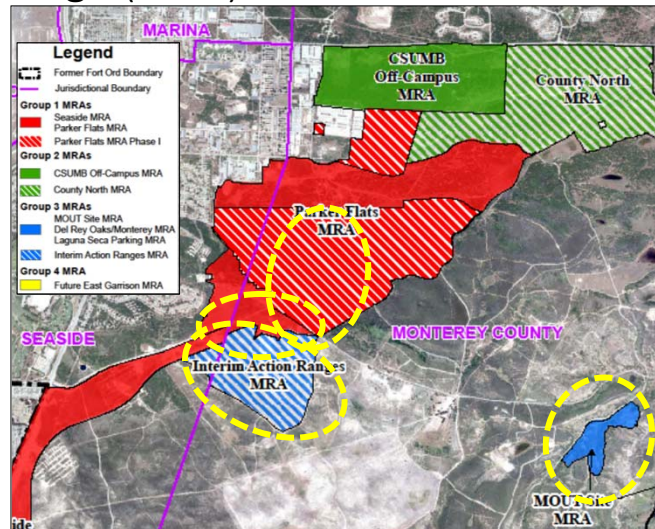 MARINA
Legend
Former Fort Ord Boundary
Jurisdictional Boundary
Group 1 MRAs
Seaside MRA
Parker Flats MRA
Parker Flats MRA Phase I
Group 2 MRAs
CSUMB Off-Campus MRA
County North MRA
Group 3 MRAs
MOUT Site MRA
Del Rey Oaks/Monterey MRA
Laguna Seca Parking MRA
Interim Action Ranges MRA
Group 4 MRA
Future East Garrison MRA
CSUMB
Off-Campus
MRA
County North
MRA
Parker Flats
MRA
SEASIDE
MONTEREY COUNTY
Interim Action Ranges
MRA
MOUT Site
MRA
ide